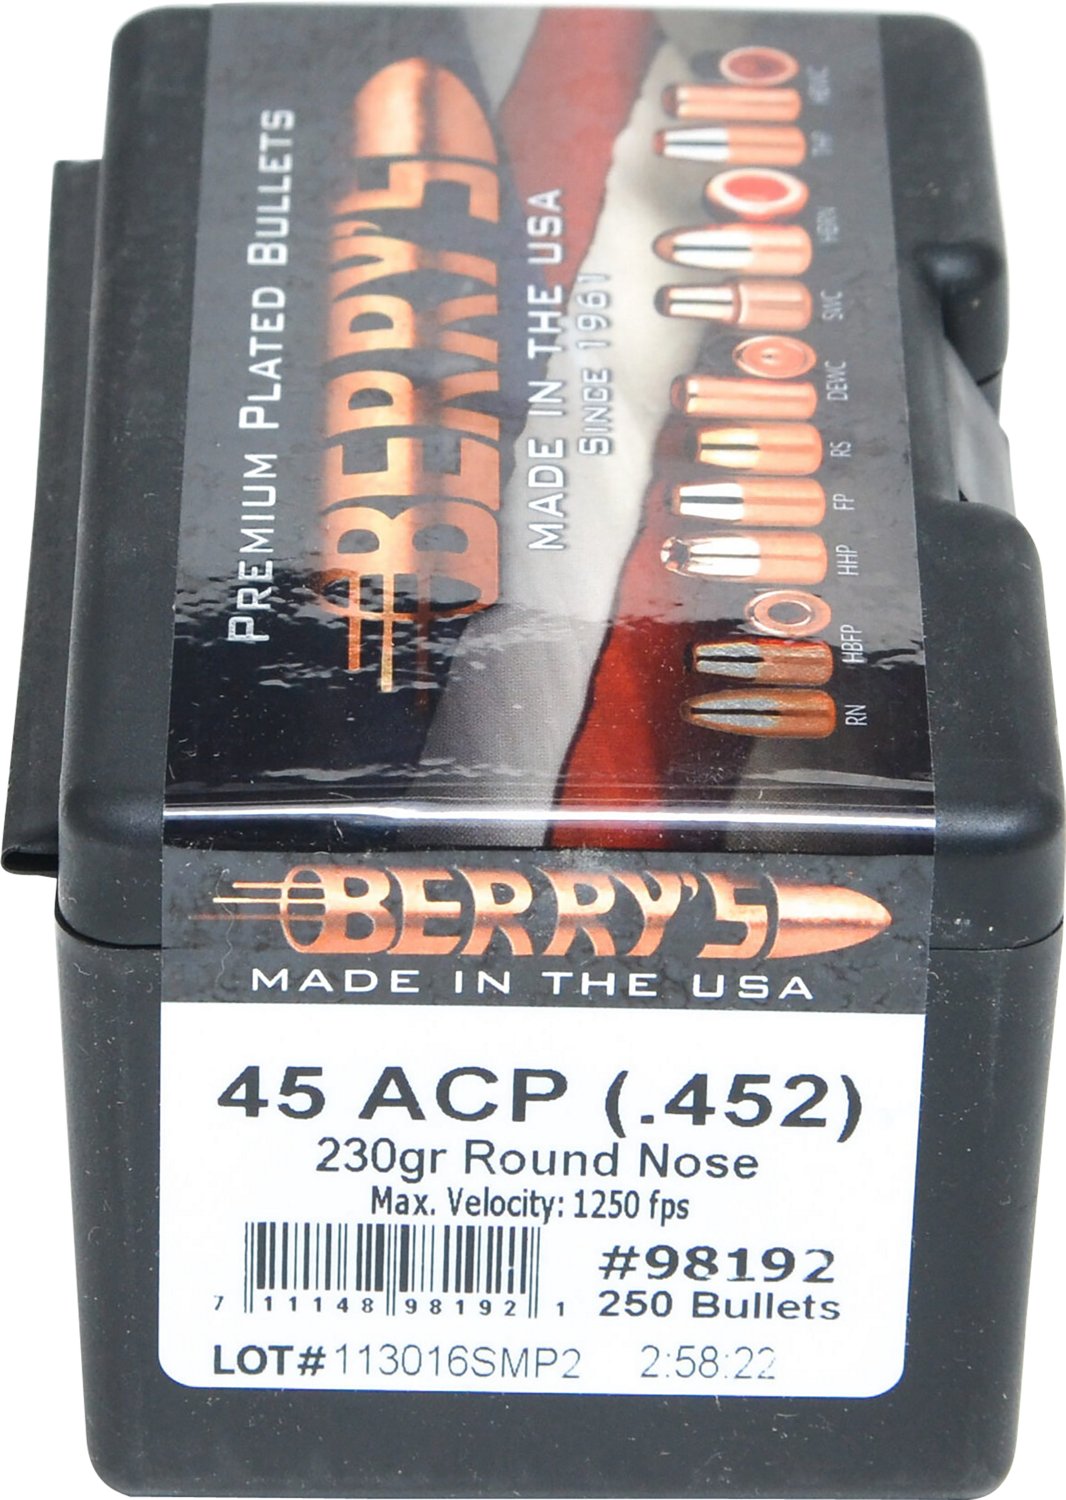 PREMIUM PLATED BULLETS
BERRY'S
MADE IN THE USA
SINCE 1961
RN
HBFP
HHP
FP
RS
DEWC
SWC
HBRN
TP
BERRY'S
MADE IN THE USA
45 ACP (.452)
230gr Round Nose
Max. Velocity: 1250 fps
#98192
250 Bullets
7 11148 98192 1
LOT# 113016SMP2 2:58:22